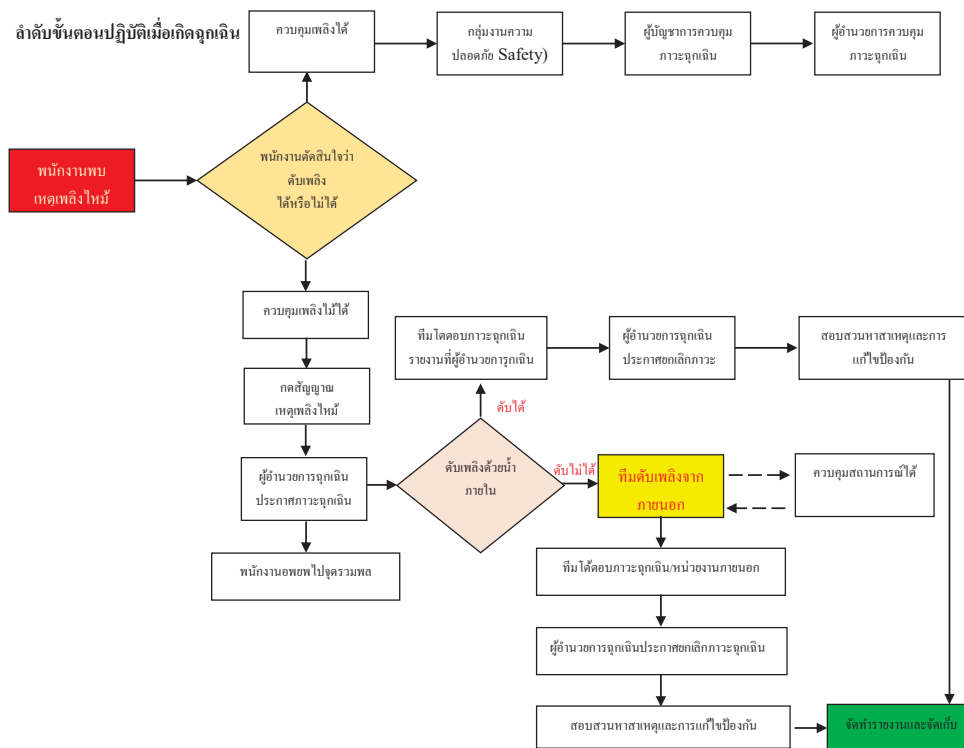 ลำดับขั้นตอนปฏิบัติเมื่อเกิดฉุกเฉิน
ควบคุมเพลิงได้
กลุ่มงานความ
ปลอดภัย Safety)
ผู้บัญชาการควบคุม
ภาวะฉุกเฉิน
ผู้อำนวยการควบคุม
ภาวะฉุกเฉิน
พนักงานพบ
เหตุเพลิงไหม้
พนักงานตัดสินใจว่า
ดับเพลิง
ได้หรือไม่ได้
ควบคุมเพลิงไม้ได้
กดสัญญาณ
เหตุเพลิงไหม้
ผู้อำนวยการฉุกเฉิน
ประกาศภาวะฉุกเฉิน
พนักงานอพยพไปจุดรวมพล
ทีมโตตอบภาวะฉุกเฉิน
รายงานที่ผู้อำนวยการุกเฉิน
ผู้อำนวยการฉุกเฉิน
ประกาศยกเลิกภาวะ
สอบสวนหาสาเหตุและการ
แก้ไขป้องกัน
ดับได้
ดับเพลิงด้วยน้ำ
ภายใน
ดับไม่ได้
ทีมดับเพลิงจาก
ภายนอก
ควบคุมสถานการณ์ได้
ทีมโต้ตอบภาวะฉุกเฉิน/หน่วยงานภายนอก
ผู้อำนวยการฉุกเฉินประกาศยกเลิกภาวะฉุกเฉิน
สอบสวนหาสาเหตุและการแก้ไขป้องกัน
จัดทำรายงานและจัดเก็บ